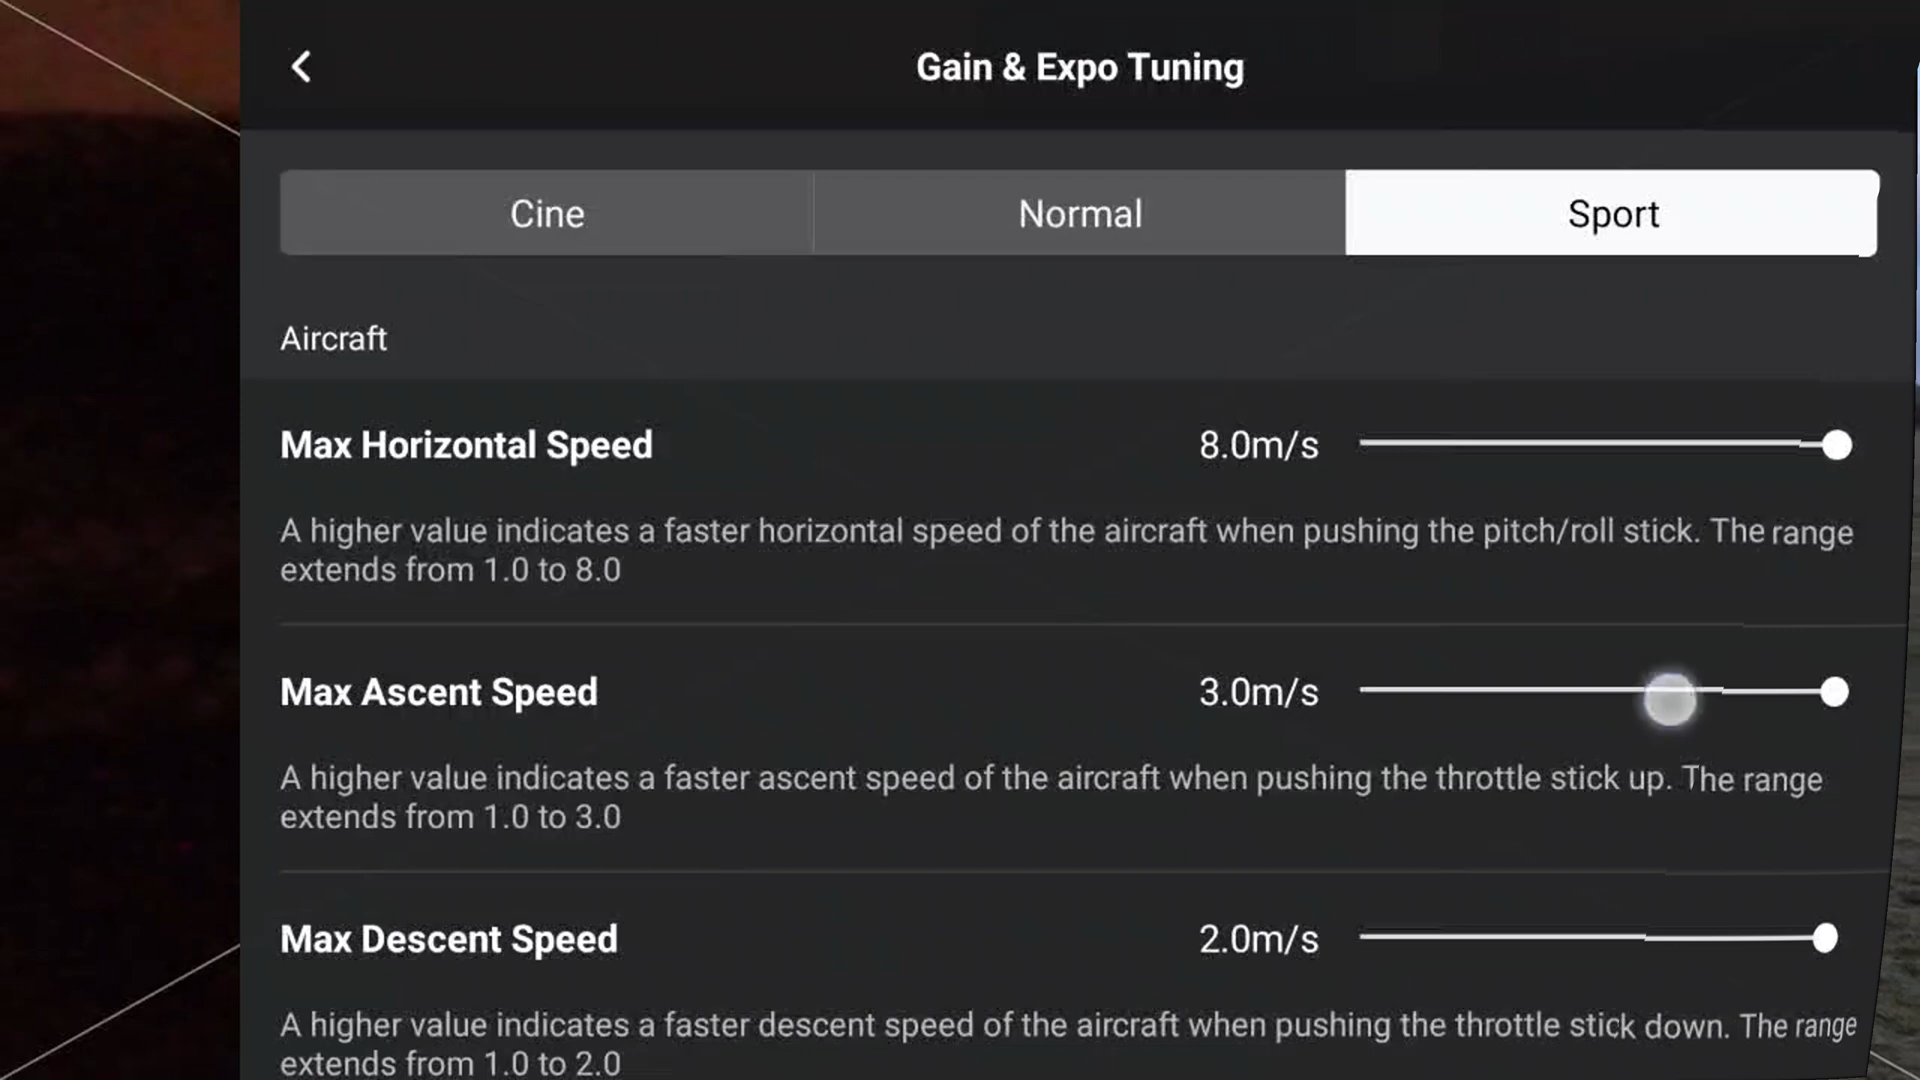 Gain & Expo Tuning
Cine
Normal
Sport
Aircraft
Max Horizontal Speed
8.0m/s
A higher value indicates a faster horizontal speed of the aircraft when pushing the pitch/roll stick. The range
extends from 1.0 to 8.0
Max Ascent Speed
3.0m/s
A higher value indicates a faster ascent speed of the aircraft when pushing the throttle stick up. The range
extends from 1.0 to 3.0
Max Descent Speed
2.0m/s
A higher value indicates a faster descent speed of the aircraft when pushing the throttle stick down. The range
extends from 1.0 to 2.0